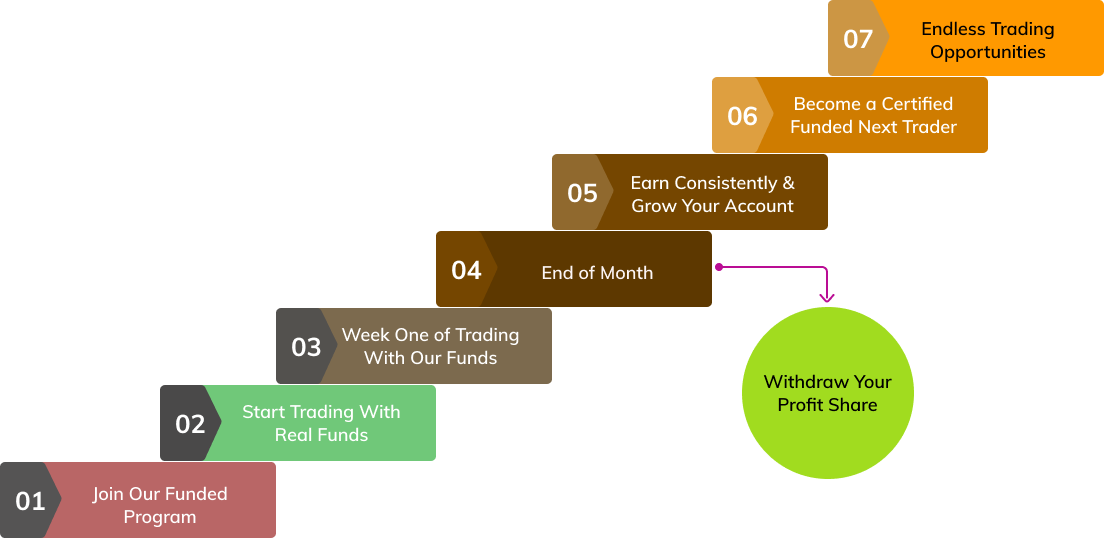 07
Endless Trading
Opportunities
06
Become a Certified
Funded Next Trader
05
Earn Consistently &
Grow Your Account
04
End of Month
03
Week One of Trading
With Our Funds
Withdraw Your
Profit Share
02
Start Trading With
Real Funds
01
Join Our Funded
Program